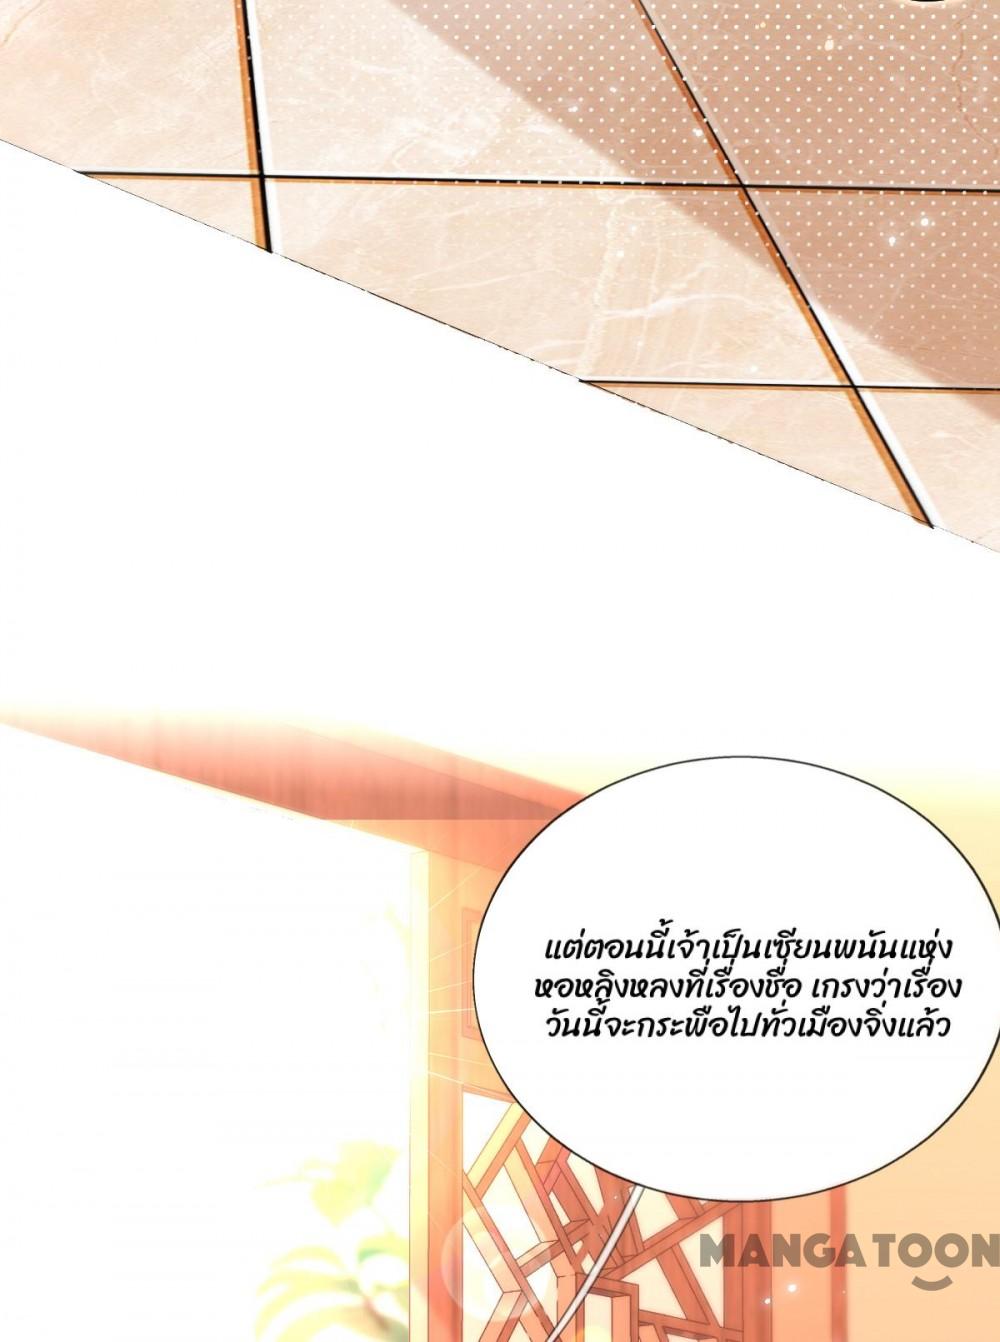 แต่ตอนนี้เจ้าเป็นเซียนพนันแห่ง
หอหลิงหลงที่เรื่องชื่อ เกรงว่าเรื่อง
วันนี้จะกระพือไปทั่วเมืองจิ่งแล้ว
MANGATOON